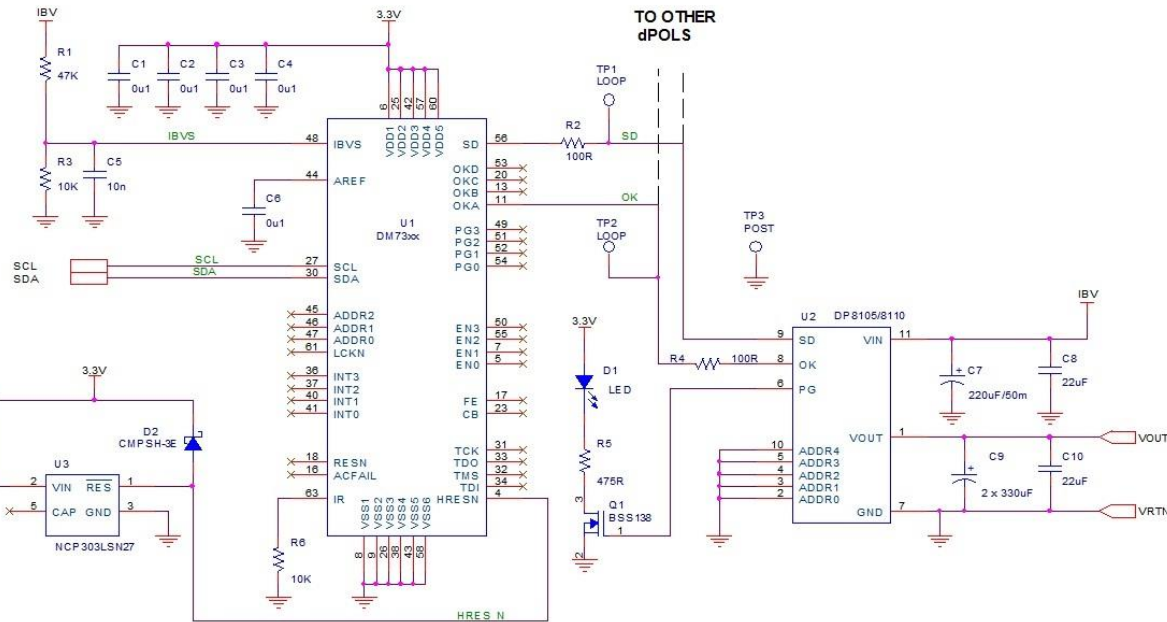 IBV
R1
47K
C1
0u1
C2
0u1
C3
0u1
C4
0u1
3.3V
TO OTHER
dPOLS
TP1
LOOP
IBVS
R3
10K
C5
10n
C6
0u1
SCL
SDA
SCL
SDA
6
25
42
57
60
VDD1
VDD2
VDD3
VDD4
VDD5
48
IBVS
44
AREF
U1
DM73xx
27
SCL
30
SDA
45
ADDR2
46
ADDR1
47
ADDR0
61
LCKN
36
INT3
37
INT2
40
INT1
41
INT0
18
RESN
16
ACFAIL
63
IR
SD
56
OKD
53
OKC
20
OKB
13
OKA
11
PG3
49
PG2
51
PG1
52
PG0
54
EN3
50
EN2
55
EN1
7
EN0
5
FE
17
CB
23
TCK
31
TDO
33
TMS
32
TDI
34
HRESN
4
VSS1
VSS2
VSS3
VSS4
VSS5
VSS6
8
9
26
38
43
58
R2
100R
SD
OK
TP2
LOOP
TP3
POST
3.3V
D1
LED
R5
475R
3
Q1
BSS138
1
2
R4
100R
U2
DP8105/8110
9
SD
8
OK
6
PG
10
ADDR4
5
ADDR3
4
ADDR2
3
ADDR1
2
ADDR0
VIN
11
VOUT
1
GND
7
IBV
C7
+
220uF/50m
C8
22uF
C9
+
2 x 330uF
C10
22uF
VOUT
VRTN
3.3V
D2
CMPSH-3E
U3
2
VIN
RES
1
5
CAP
GND
3
NCP303LSN27
R6
10K
HRES N